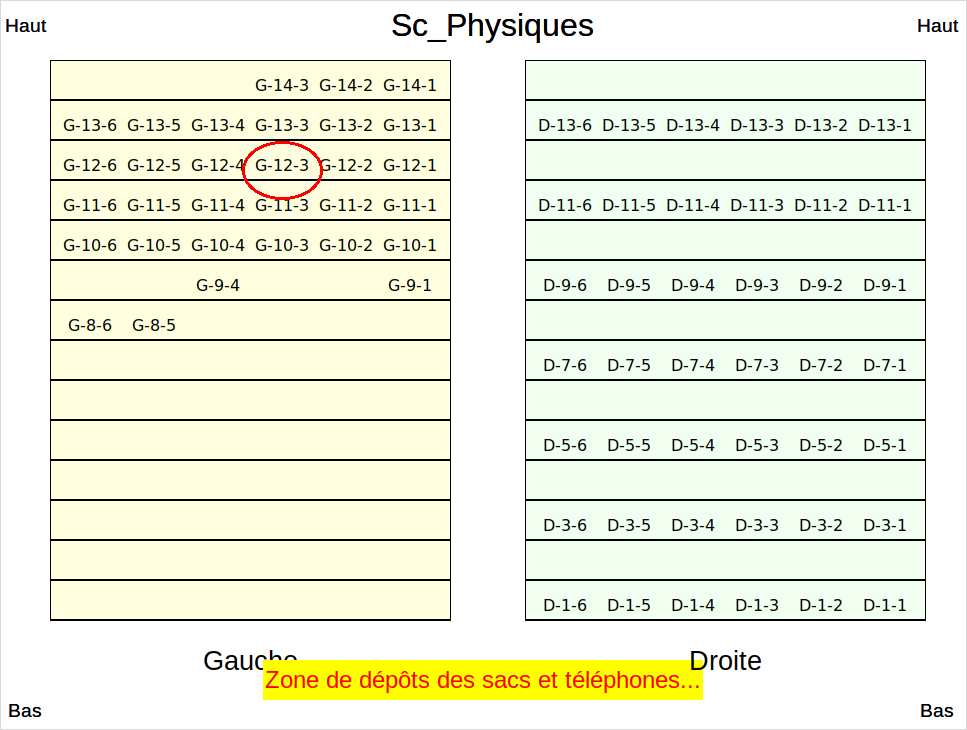 Sc_Physiques
Haut Haut
G-14-3 G-14-2 G-14-1
G-13-6 G-13-5 G-13-4 G-13-3 G-13-2 G-13-1 D-13-6 D-13-5 D-13-4 D-13-3 D-13-2 D-13-1
G-12-6 G-12-5 G-12-4 G-12-3 G-12-2 G-12-1
G-11-6 G-11-5 G-11-4 G-11-3 G-11-2 G-11-1 D-11-6 D-11-5 D-11-4 D-11-3 D-11-2 D-11-1
G-10-6 G-10-5 G-10-4 G-10-3 G-10-2 G-10-1
G-9-4 G-9-1 D-9-6 D-9-5 D-9-4 D-9-3 D-9-2 D-9-1
G-8-6 G-8-5
D-7-6 D-7-5 D-7-4 D-7-3 D-7-2 D-7-1
D-5-6 D-5-5 D-5-4 D-5-3 D-5-2 D-5-1
D-3-6 D-3-5 D-3-4 D-3-3 D-3-2 D-3-1
D-1-6 D-1-5 D-1-4 D-1-3 D-1-2 D-1-1
Gauche Droite
Zone de dépôts des sacs et téléphones...
Bas Bas